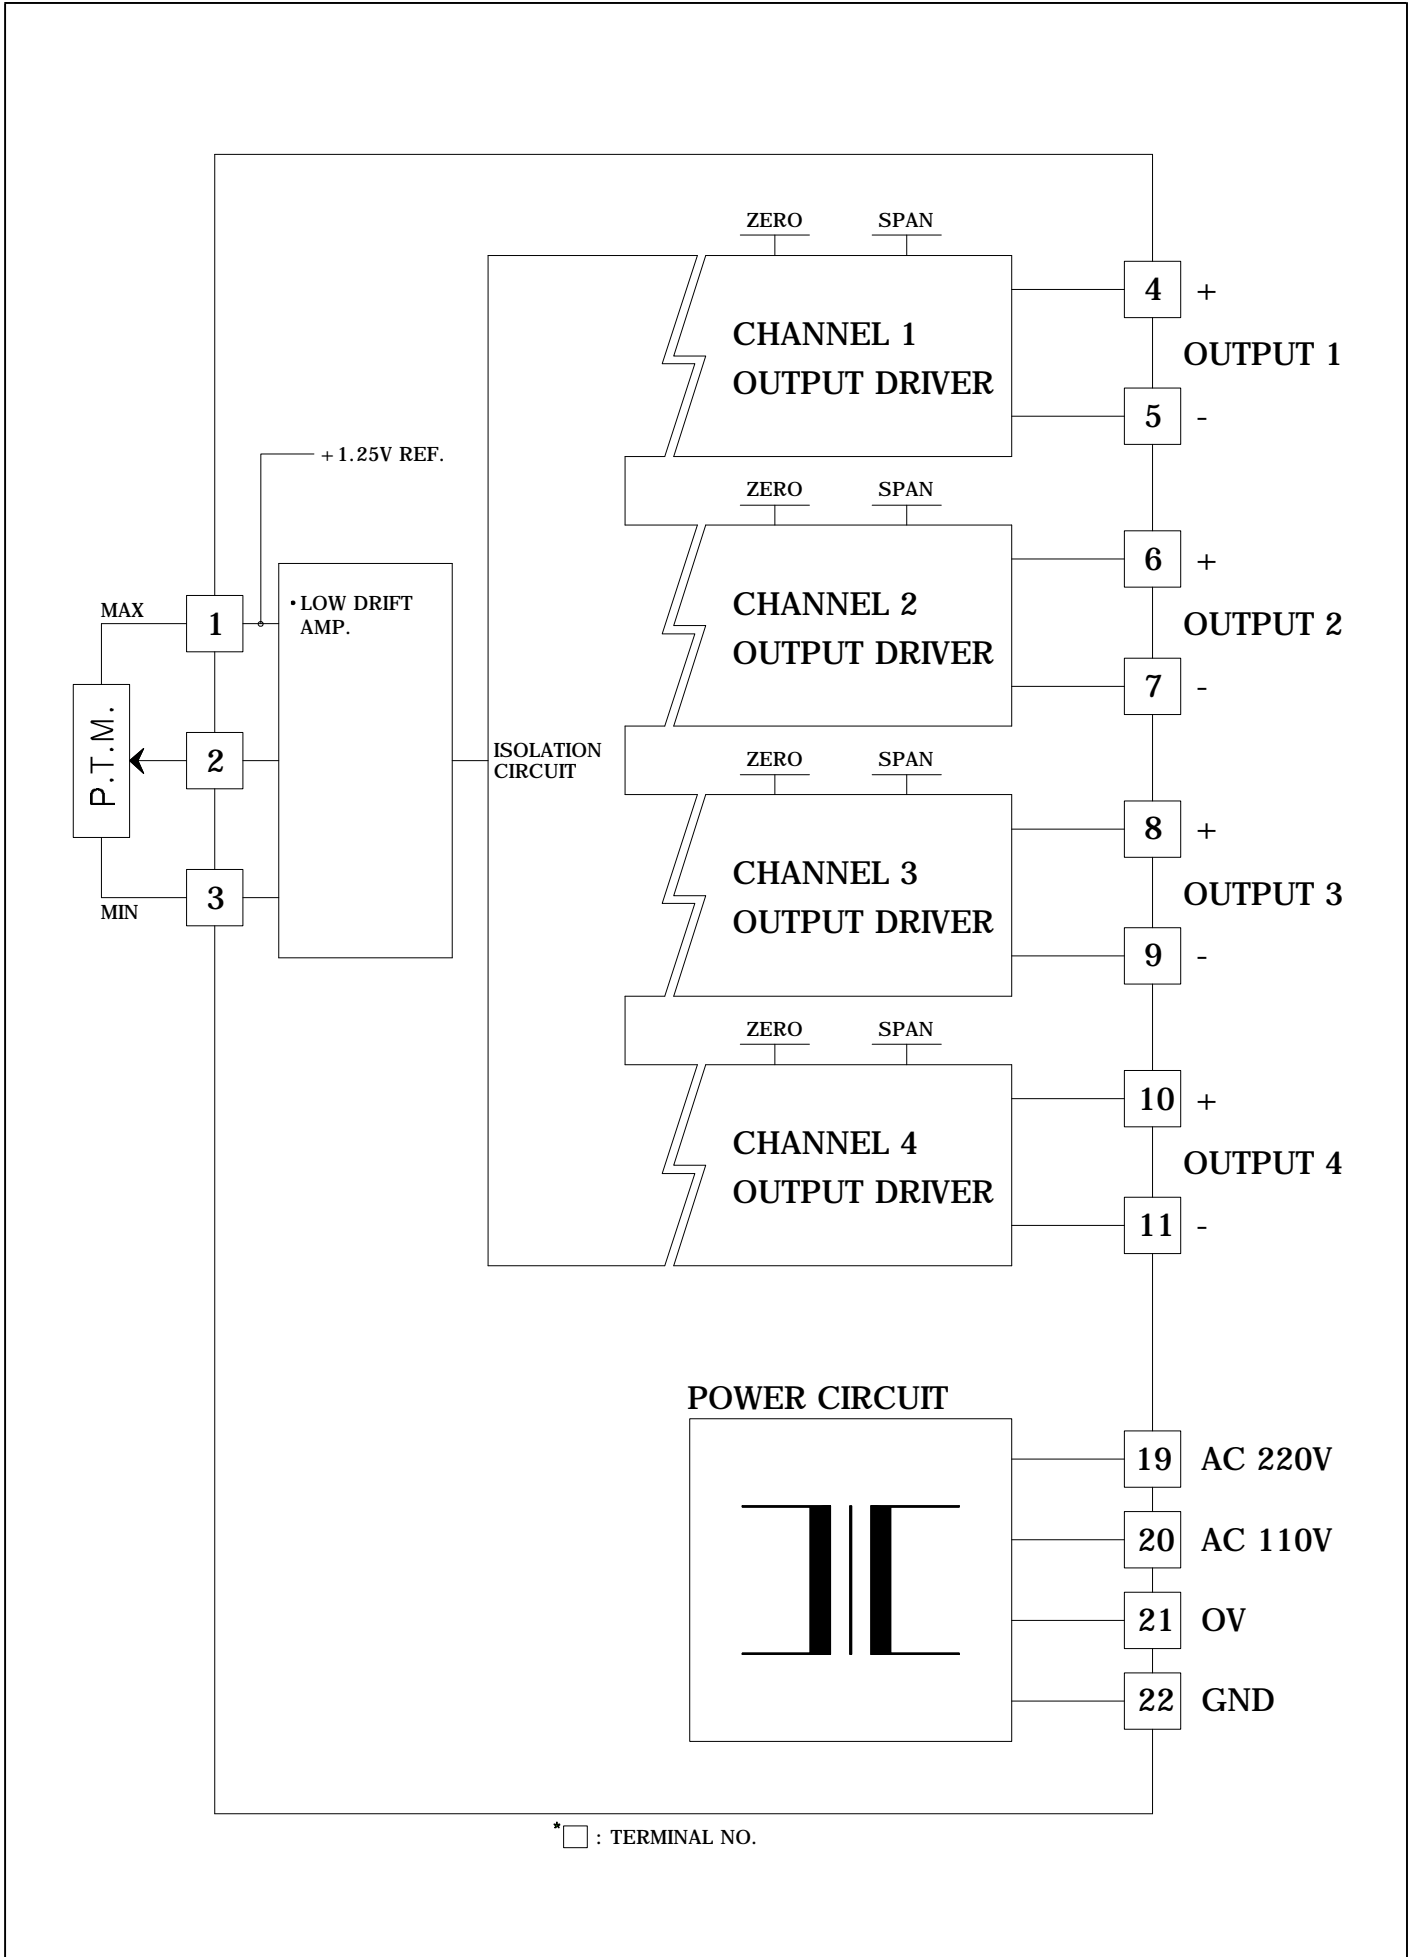 ZERO SPAN
4 +
CHANNEL 1
OUTPUT DRIVER
OUTPUT 1
5 -
+1.25V REF.
ZERO SPAN
6 +
MAX
1
• LOW DRIFT
AMP.
CHANNEL 2
OUTPUT DRIVER
OUTPUT 2
7 -
P.T.M.
2
ISOLATION
CIRCUIT
ZERO SPAN
8 +
CHANNEL 3
OUTPUT DRIVER
OUTPUT 3
3
MIN
9 -
ZERO SPAN
10 +
CHANNEL 4
OUTPUT DRIVER
OUTPUT 4
11 -
POWER CIRCUIT
19 AC 220V
20 AC 110V
21 OV
22 GND
*□ : TERMINAL NO.